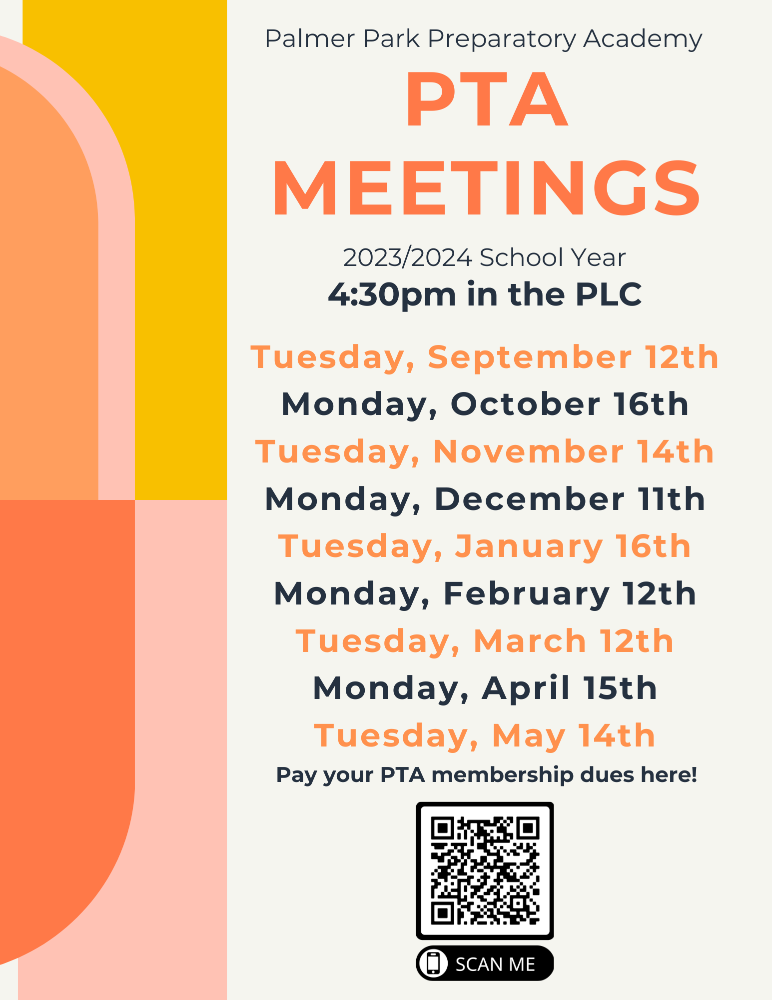 Palmer Park Preparatory Academy
PTA
MEETINGS
2023/2024 School Year
4:30pm in the PLC
Tuesday, September 12th
Monday, October 16th
Tuesday, November 14th
Monday, December 11th
Tuesday, January 16th
Monday, February 12th
Tuesday, March 12th
Monday, April 15th
Tuesday, May 14th
Pay your PTA membership dues here!
SCAN ME